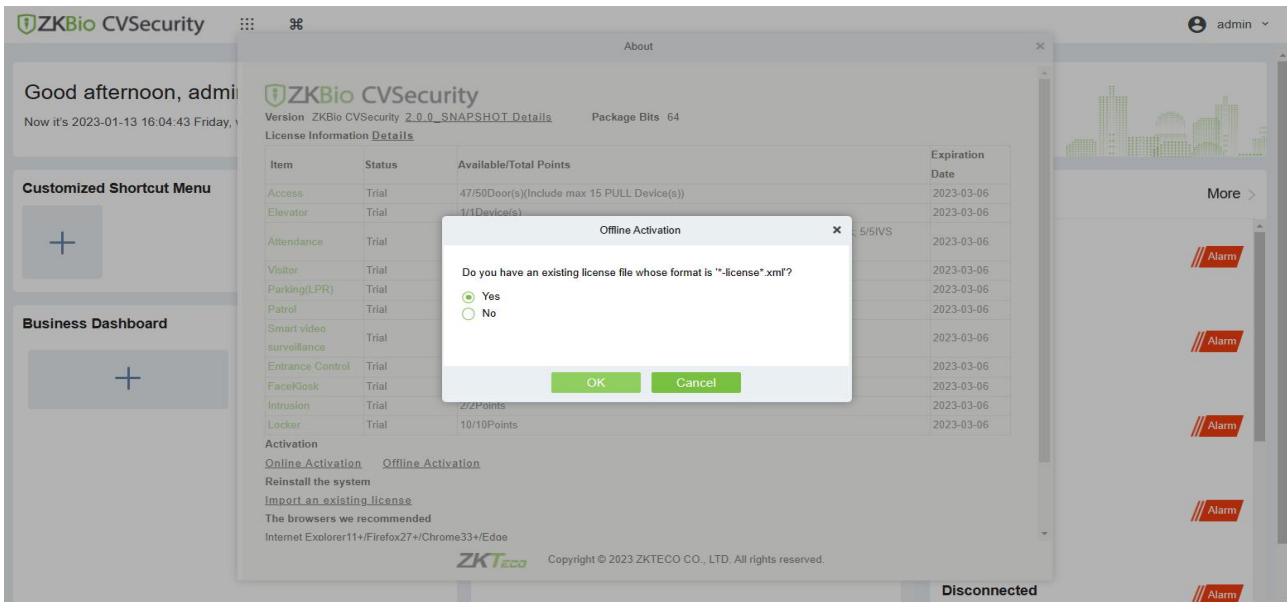 ZKBio CVSecurity
admin
About
Good afternoon, admi
Now it's 2023-01-13 16:04:43 Friday,
Customized Shortcut Menu
Business Dashboard
ZKBio CVSecurity
Version ZKBio CVSecurity 2.0.0_SNAPSHOT Details Package Bits 64
License Information Details
Item Status Available/Total Points Expiration Date
Access Trial 47/50Door(s)(Include max 15 PULL Device(s)) 2023-03-06
Elevator Trial 1/1Device(s) 2023-03-06
Attendance Trial 5/5IVS 2023-03-06
Visitor Trial 2023-03-06
Parking(LPR) Trial 2023-03-06
Patrol Trial 2023-03-06
Smart video surveillance Trial 2023-03-06
Entrance Control Trial 2023-03-06
FaceKiosk Trial 2023-03-06
Intrusion Trial 2/2Points 2023-03-06
Locker Trial 10/10Points 2023-03-06
Activation
Online Activation Offline Activation
Reinstall the system
Import an existing license
The browsers we recommended
Internet Explorer11+/Firefox27+/Chrome33+/Edge
ZKTeco Copyright © 2023 ZKTECO CO., LTD. All rights reserved.
Offline Activation
Do you have an existing license file whose format is '*-license*.xml'?
Yes
No
OK Cancel
More
Alarm
Alarm
Alarm
Alarm
Disconnected
Alarm